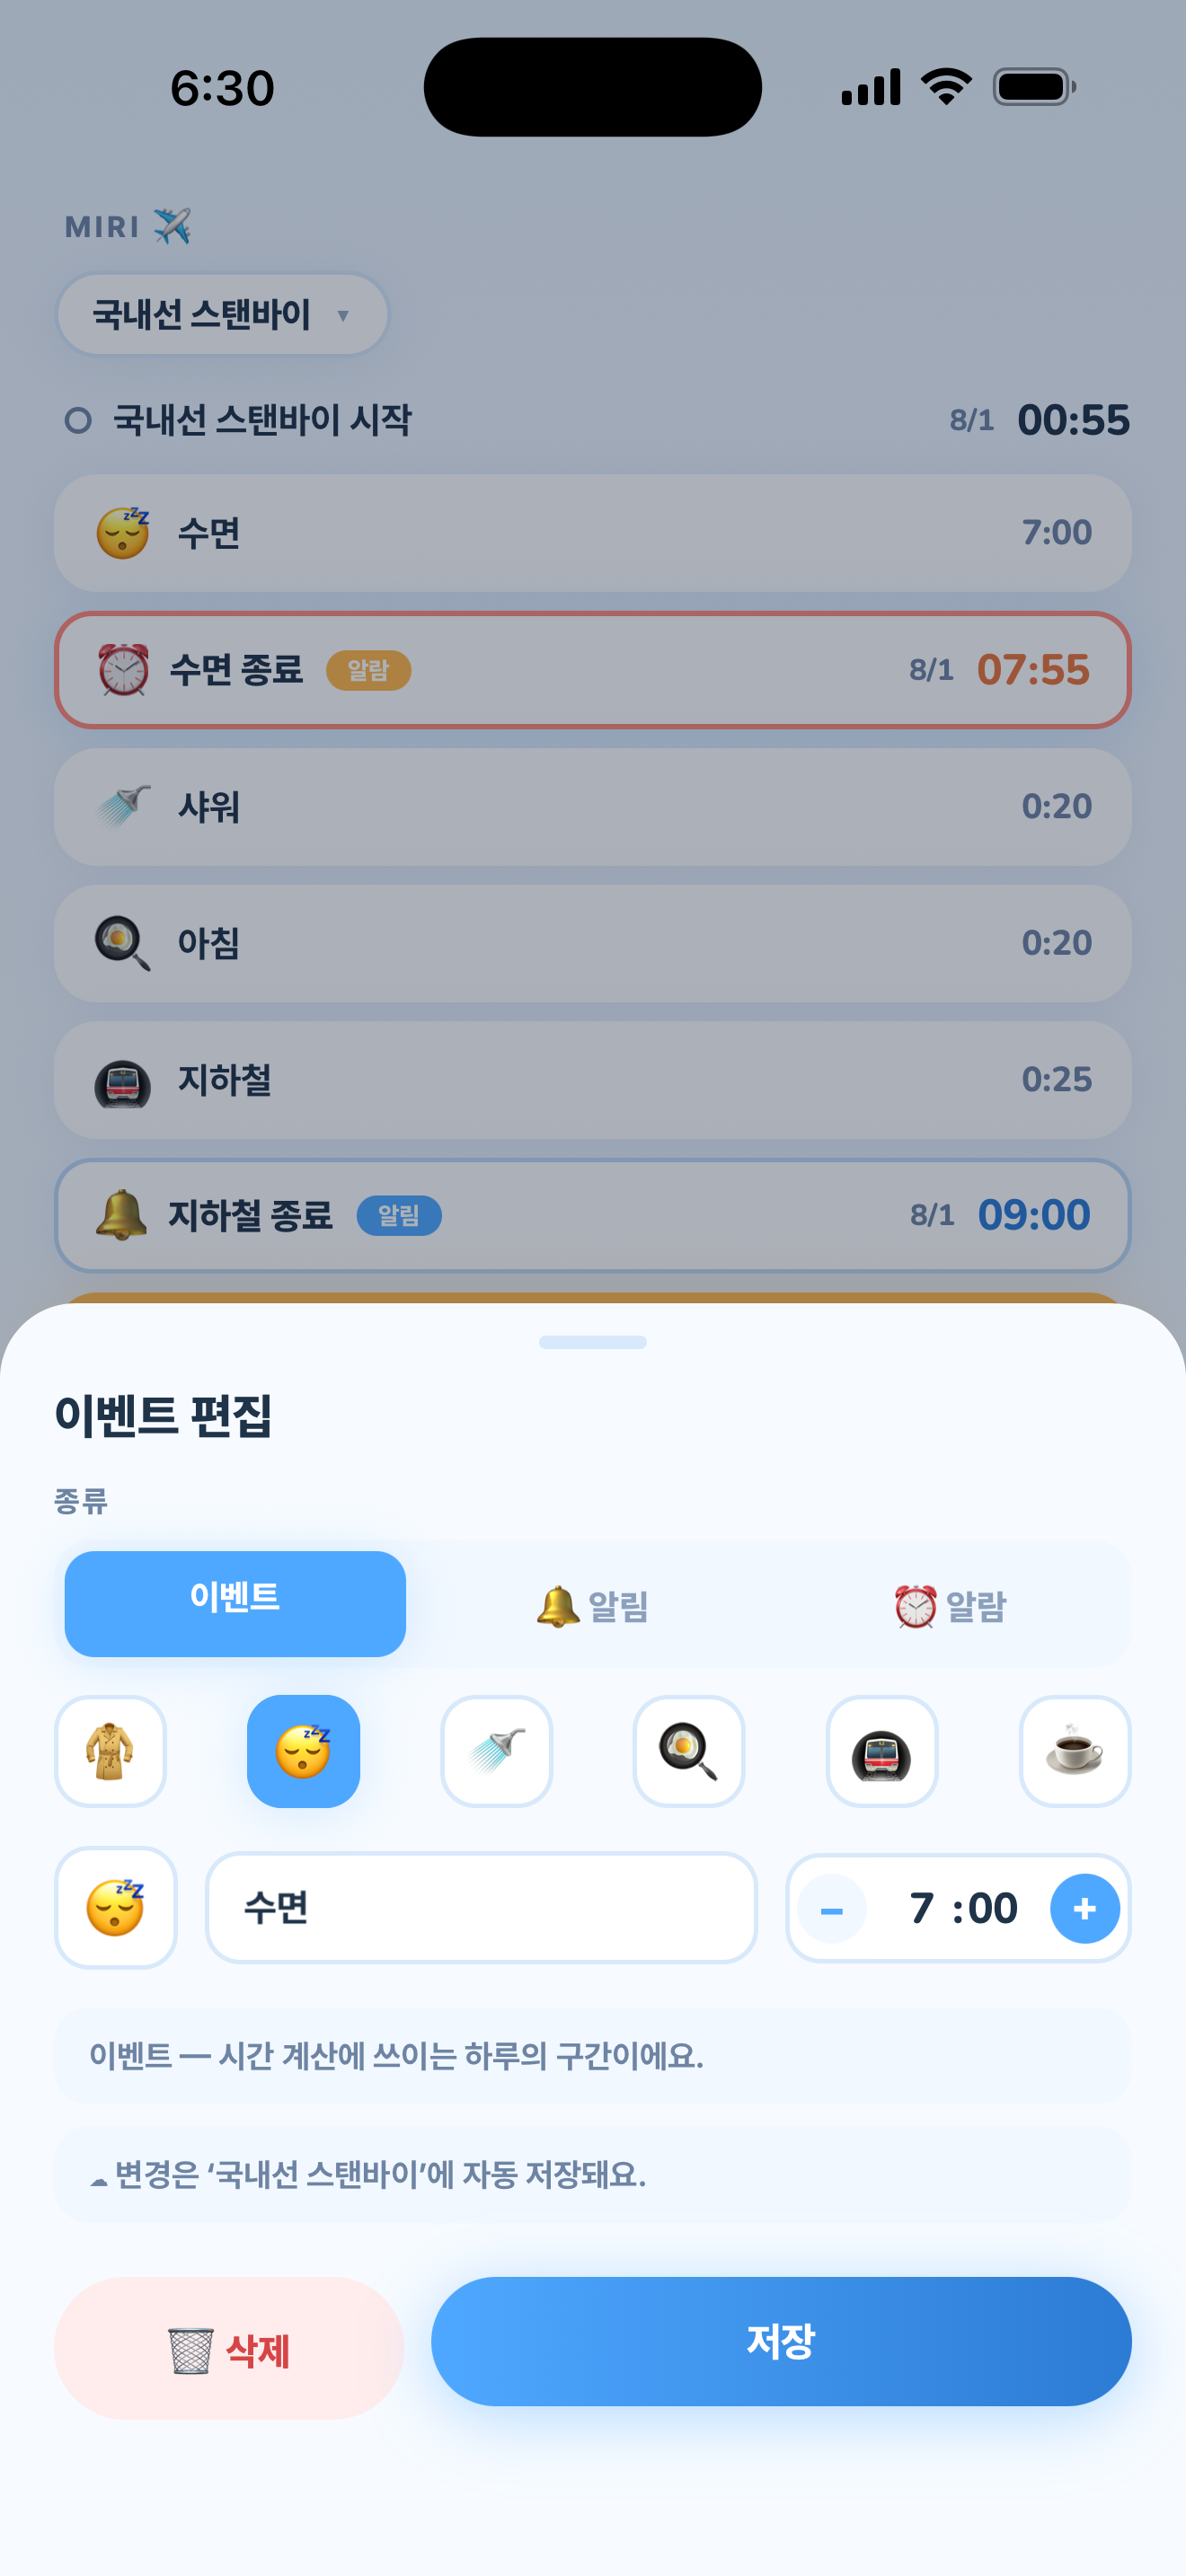 6:30
MIRI ✈️
국내선 스탠바이 ▼
국내선 스탠바이 시작 8/1 00:55
😴 수면 7:00
⏰ 수면 종료 알람 8/1 07:55
🚿 샤워 0:20
🍳 아침 0:20
🚇 지하철 0:25
🔔 지하철 종료 알림 8/1 09:00
이벤트 편집
종류
이벤트 🔔 알림 ⏰ 알람
😴 수면 – 7 :00 +
이벤트 — 시간 계산에 쓰이는 하루의 구간이에요.
☁ 변경은 ‘국내선 스탠바이’에 자동 저장돼요.
🗑️ 삭제 저장